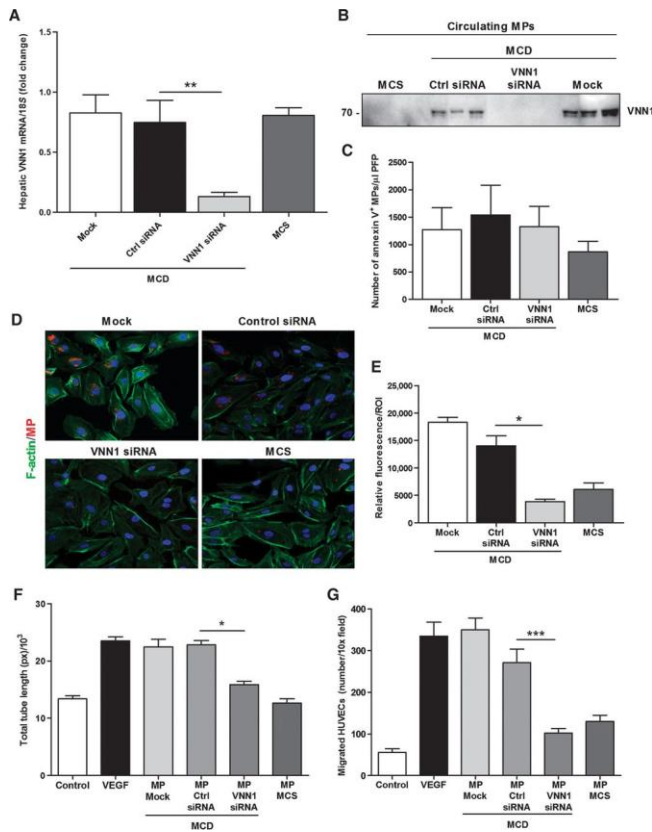 A
Hepatic VNN1 mRNA/18S (fold change)
1.0
0.5
0.0
**
Mock
Ctrl siRNA
VNN1 siRNA
MCS
MCD
B
Circulating MPs
MCD
MCS
Ctrl siRNA
VNN1
siRNA
Mock
70 -
VNN1
C
Number of annexin V+ MPs/μl PFP
2500
2000
1500
1000
500
0
Mock
Ctrl
siRNA
VNN1
siRNA
MCS
MCD
D
F-actin/MP
Mock
Control siRNA
VNN1 siRNA
MCS
E
Relative fluorescence/ROI
20,000
15,000
10,000
5000
0
*
Mock
Ctrl
siRNA
VNN1
siRNA
MCS
MCD
F
Total tube length (px)/10³
30
20
10
0
*
Control
VEGF
MP
Mock
MP
Ctrl
siRNA
MP
VNN1
siRNA
MP
MCS
MCD
G
Migrated HUVECs (number/10x field)
400
300
200
100
0
***
Control
VEGF
MP
Mock
MP
Ctrl
siRNA
MP
VNN1
siRNA
MP
MCS
MCD